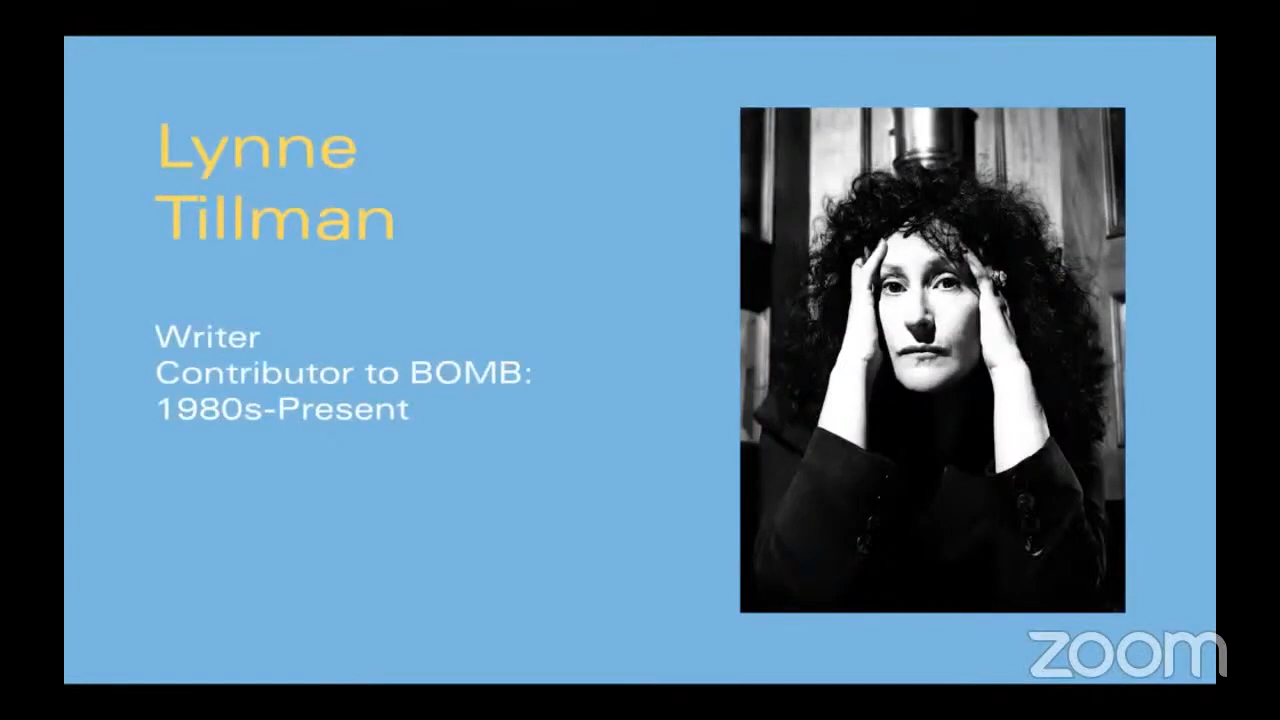 Lynne
Tillman
Writer
Contributor to BOMB:
1980s-Present
zoom